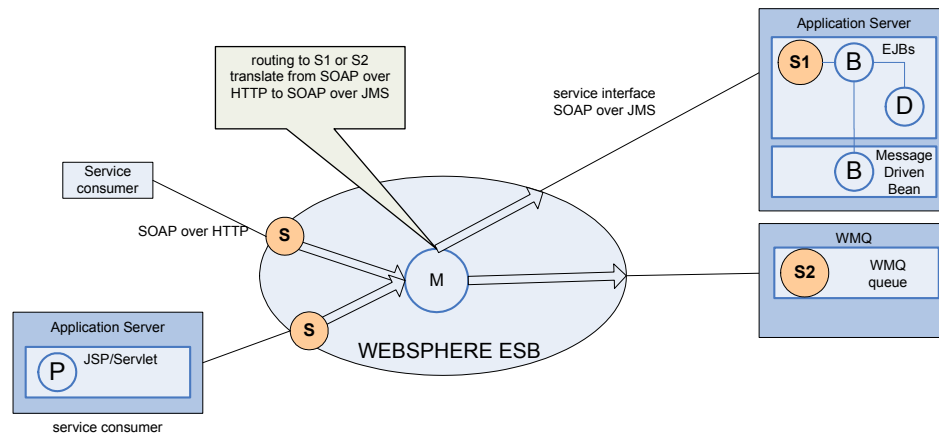 routing to S1 or S2
translate from SOAP over
HTTP to SOAP over JMS
Service
consumer
SOAP over HTTP
S
S
M
WEBSPHERE ESB
Application Server
P
JSP/Servlet
service consumer
service interface
SOAP over JMS
Application Server
S1
B
EJBs
D
B
Message
Driven
Bean
WMQ
S2
WMQ
queue